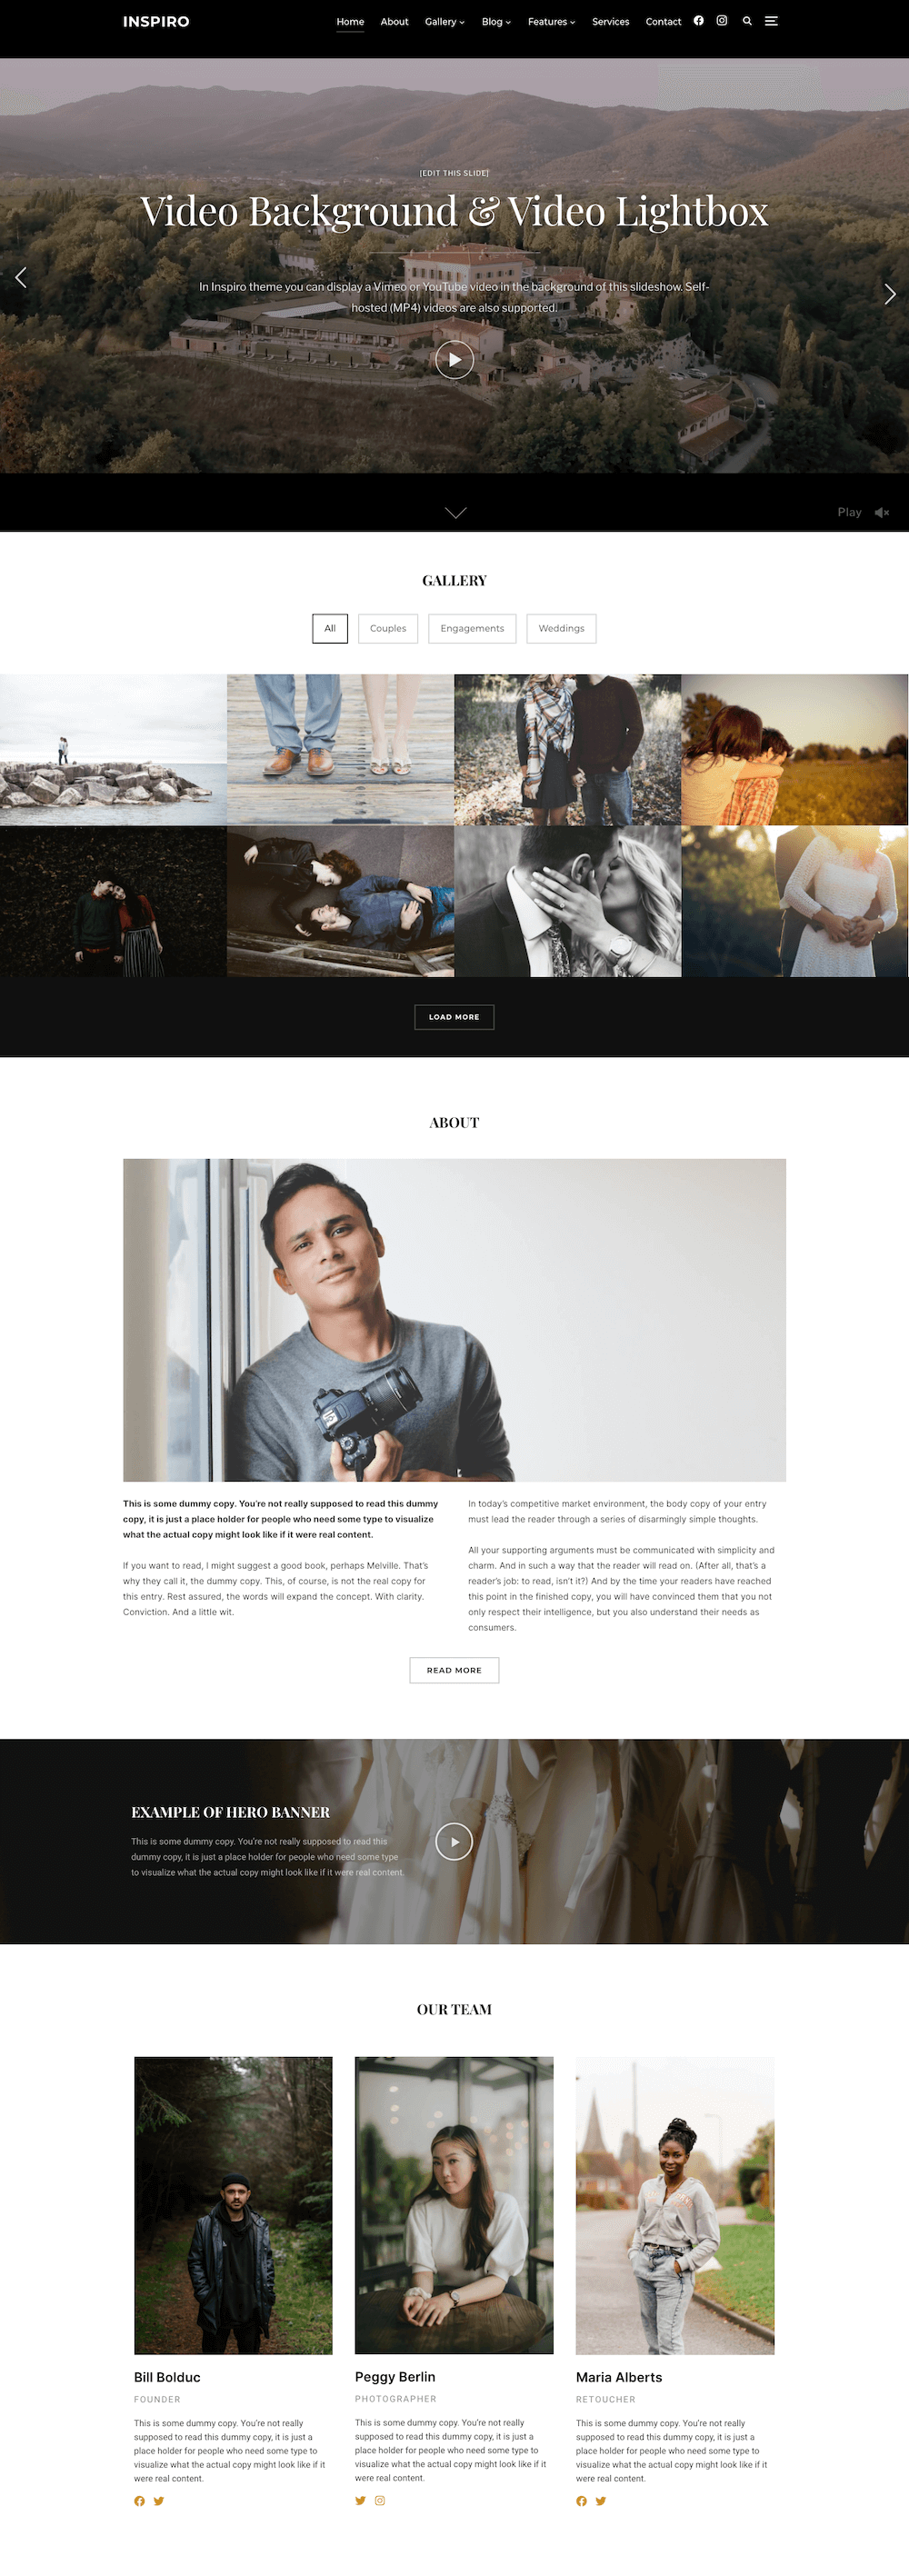 INSPIRO
Home About Gallery Blog Features Services Contact
[EDIT THIS SLIDE]
Video Background & Video Lightbox
In Inspiro theme you can display a Vimeo or YouTube video in the background of this slideshow. Self-
hosted (MP4) videos are also supported.
Play
GALLERY
All Couples Engagements Weddings
LOAD MORE
ABOUT
This is some dummy copy. You're not really supposed to read this dummy
copy, it is just a place holder for people who need some type to visualize
what the actual copy might look like if it were real content.
If you want to read, I might suggest a good book, perhaps Melville. That's
why they call it, the dummy copy. This, of course, is not the real copy for
this entry. Rest assured, the words will expand the concept. With clarity.
Conviction. And a little wit.
In today's competitive market environment, the body copy of your entry
must lead the reader through a series of disarmingly simple thoughts.
All your supporting arguments must be communicated with simplicity and
charm. And in such a way that the reader will read on. (After all, that's a
reader's job: to read, isn't it?) And by the time your readers have reached
this point in the finished copy, you will have convinced them that you not
only respect their intelligence, but you also understand their needs as
consumers.
READ MORE
EXAMPLE OF HERO BANNER
This is some dummy copy. You're not really supposed to read this
dummy copy, it is just a place holder for people who need some type
to visualize what the actual copy might look like if it were real content.
OUR TEAM
Bill Bolduc
FOUNDER
This is some dummy copy. You're not really
supposed to read this dummy copy, it is just a
place holder for people who need some type to
visualize what the actual copy might look like if it
were real content.
Peggy Berlin
PHOTOGRAPHER
This is some dummy copy. You're not really
supposed to read this dummy copy, it is just a
place holder for people who need some type to
visualize what the actual copy might look like if it
were real content.
Maria Alberts
RETOUCHER
This is some dummy copy. You're not really
supposed to read this dummy copy, it is just a
place holder for people who need some type to
visualize what the actual copy might look like if it
were real content.